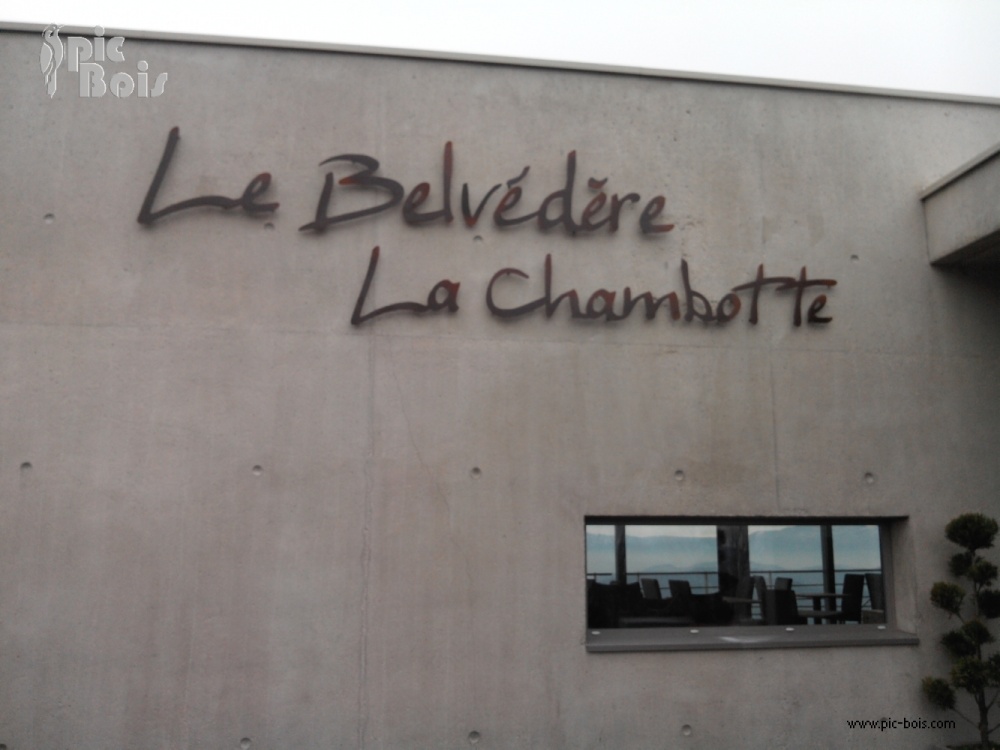 pic
Bois
Le Belvédère
La Chambotte
www.pic-bois.com